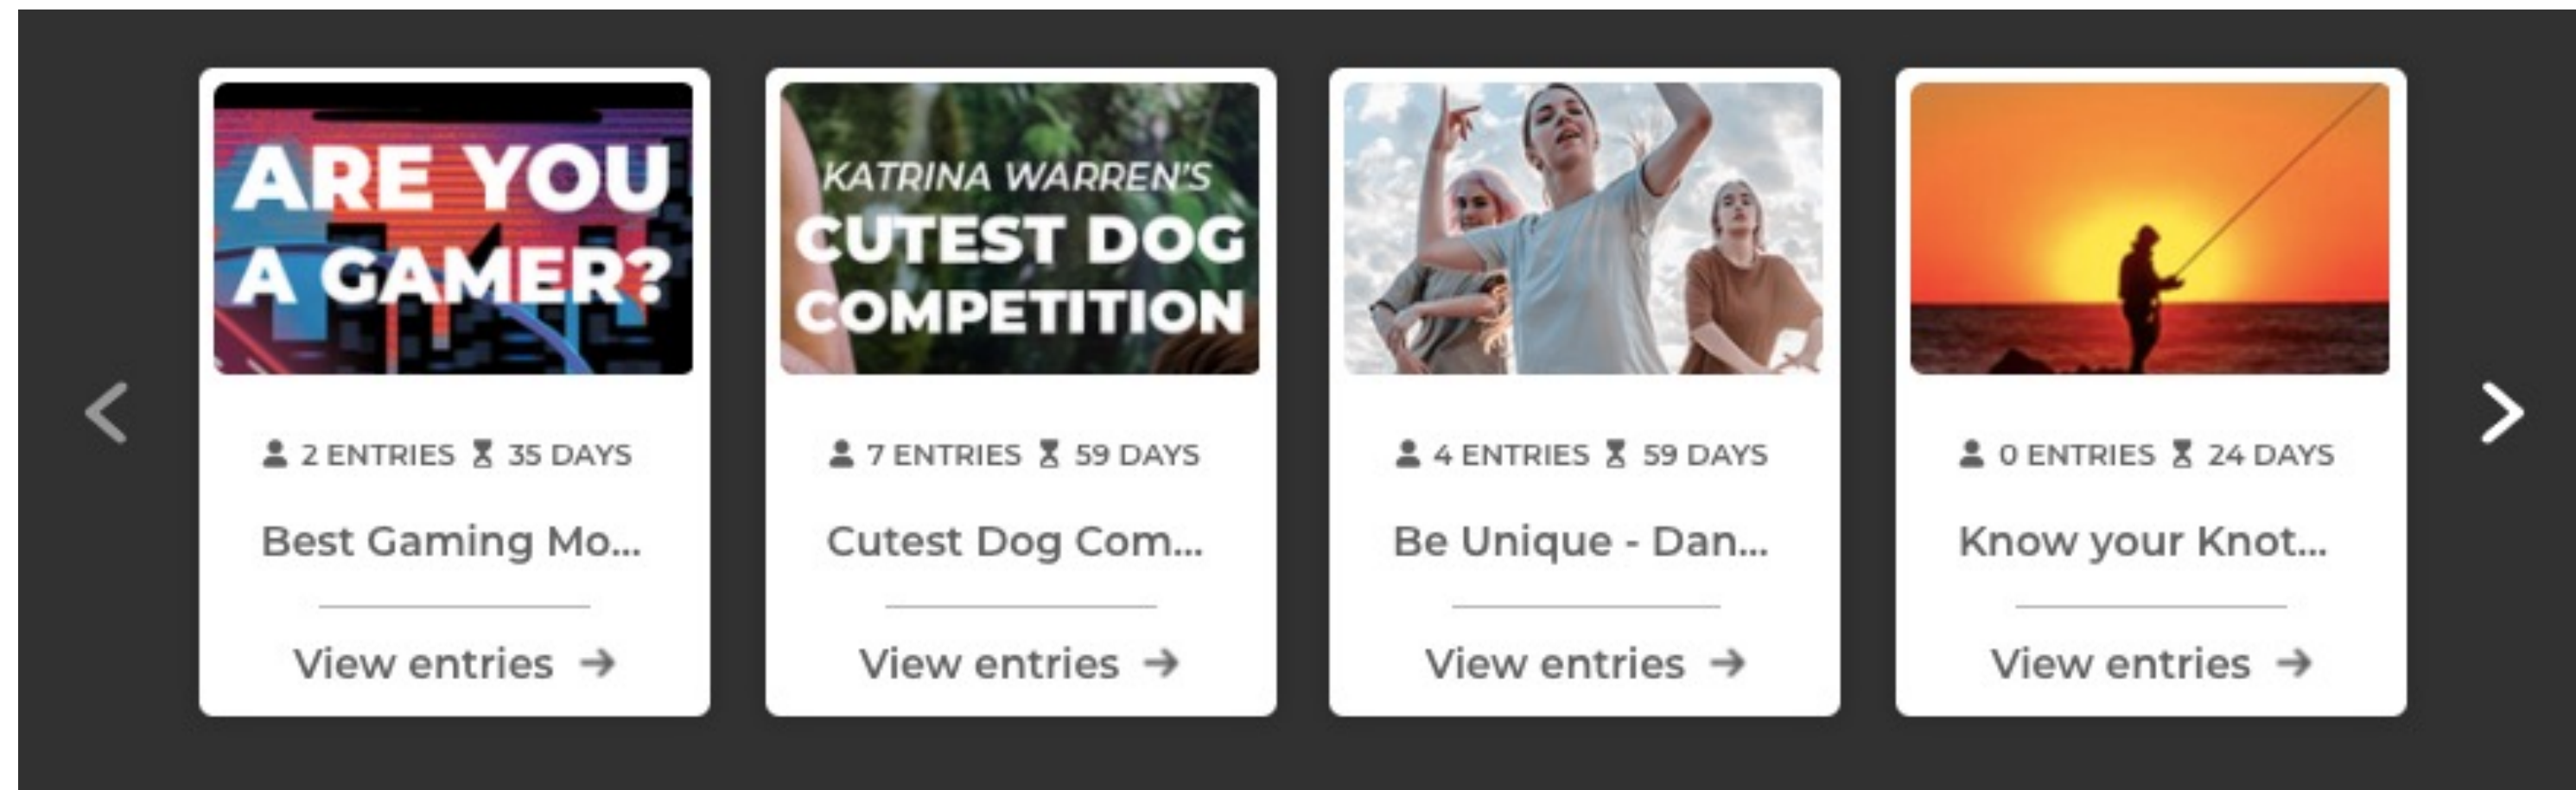 ARE YOU
A GAMER?
2 ENTRIES 35 DAYS
Best Gaming Mo...
View entries →
KATRINA WARREN'S
CUTEST DOG
COMPETITION
7 ENTRIES 59 DAYS
Cutest Dog Com...
View entries →
4 ENTRIES 59 DAYS
Be Unique - Dan...
View entries →
0 ENTRIES 24 DAYS
Know your Knot...
View entries →